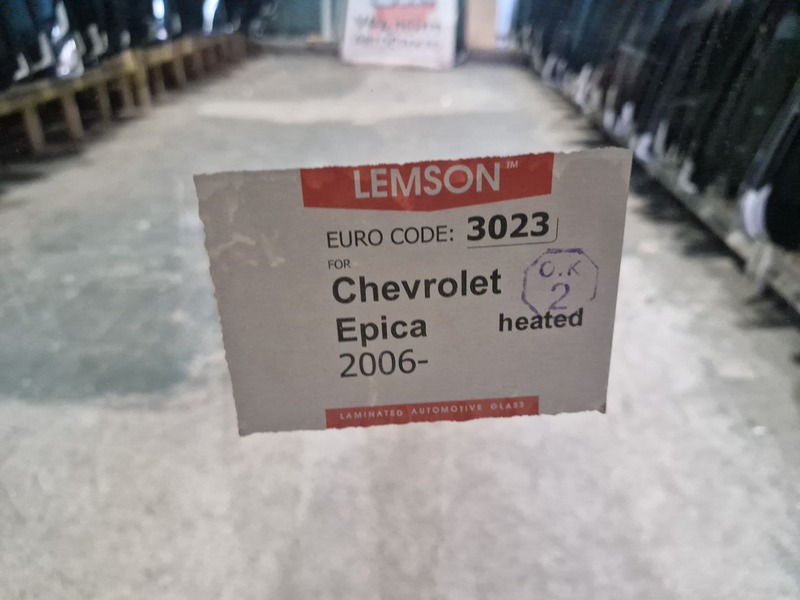 LEMSON™
EURO CODE: 3023
FOR
Chevrolet
O.K
2
Epica heated
2006-
LAMINATED AUTOMOTIVE GLASS